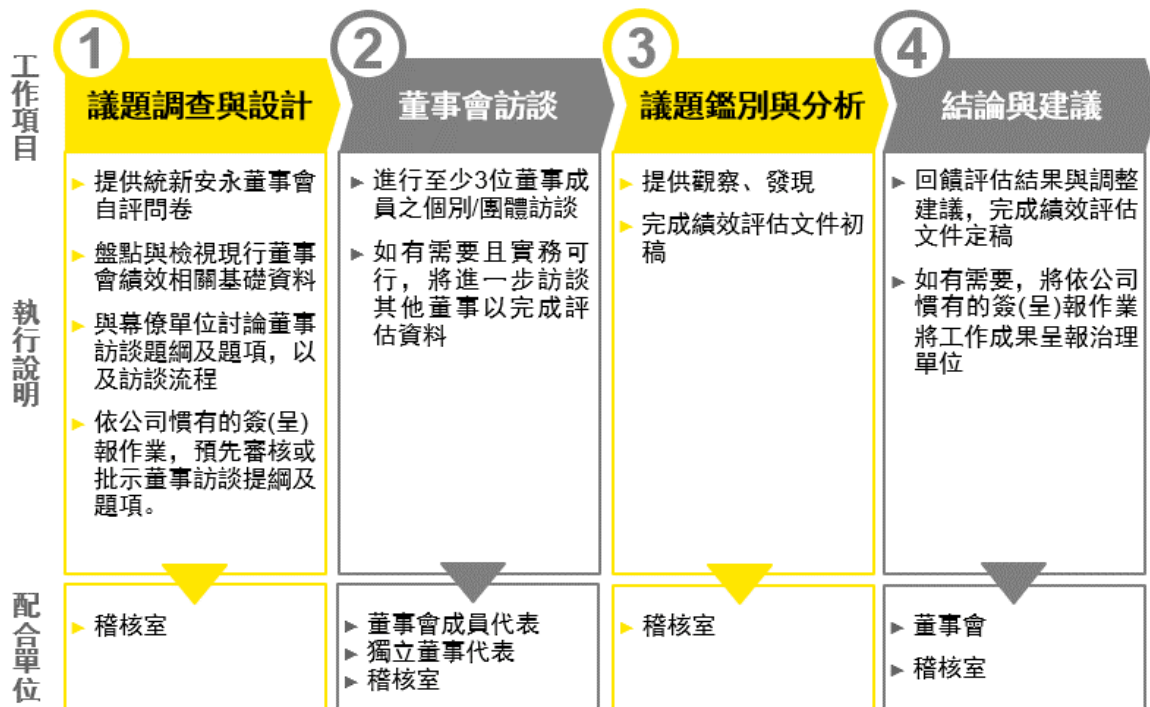 工作項目
1
議題調查與設計
2
董事會訪談
3
議題鑑別與分析
4
結論與建議
執行說明
提供統新安永董事會
自評問卷
盤點與檢視現行董事
會績效相關基礎資料
與幕僚單位討論董事
訪談題綱及題項，以
及訪談流程
依公司慣有的簽(呈)
報作業，預先審核或
批示董事訪談提綱及
題項。
進行至少3位董事成
員之個別/團體訪談
如有需要且實務可
行，將進一步訪談
其他董事以完成評
估資料
提供觀察、發現
完成績效評估文件初
稿
回饋評估結果與調整
建議，完成績效評估
文件定稿
如有需要，將依公司
慣有的簽(呈)報作業
將工作成果呈報治理
單位
配合單位
稽核室
董事會成員代表
獨立董事代表
稽核室
稽核室
董事會
稽核室